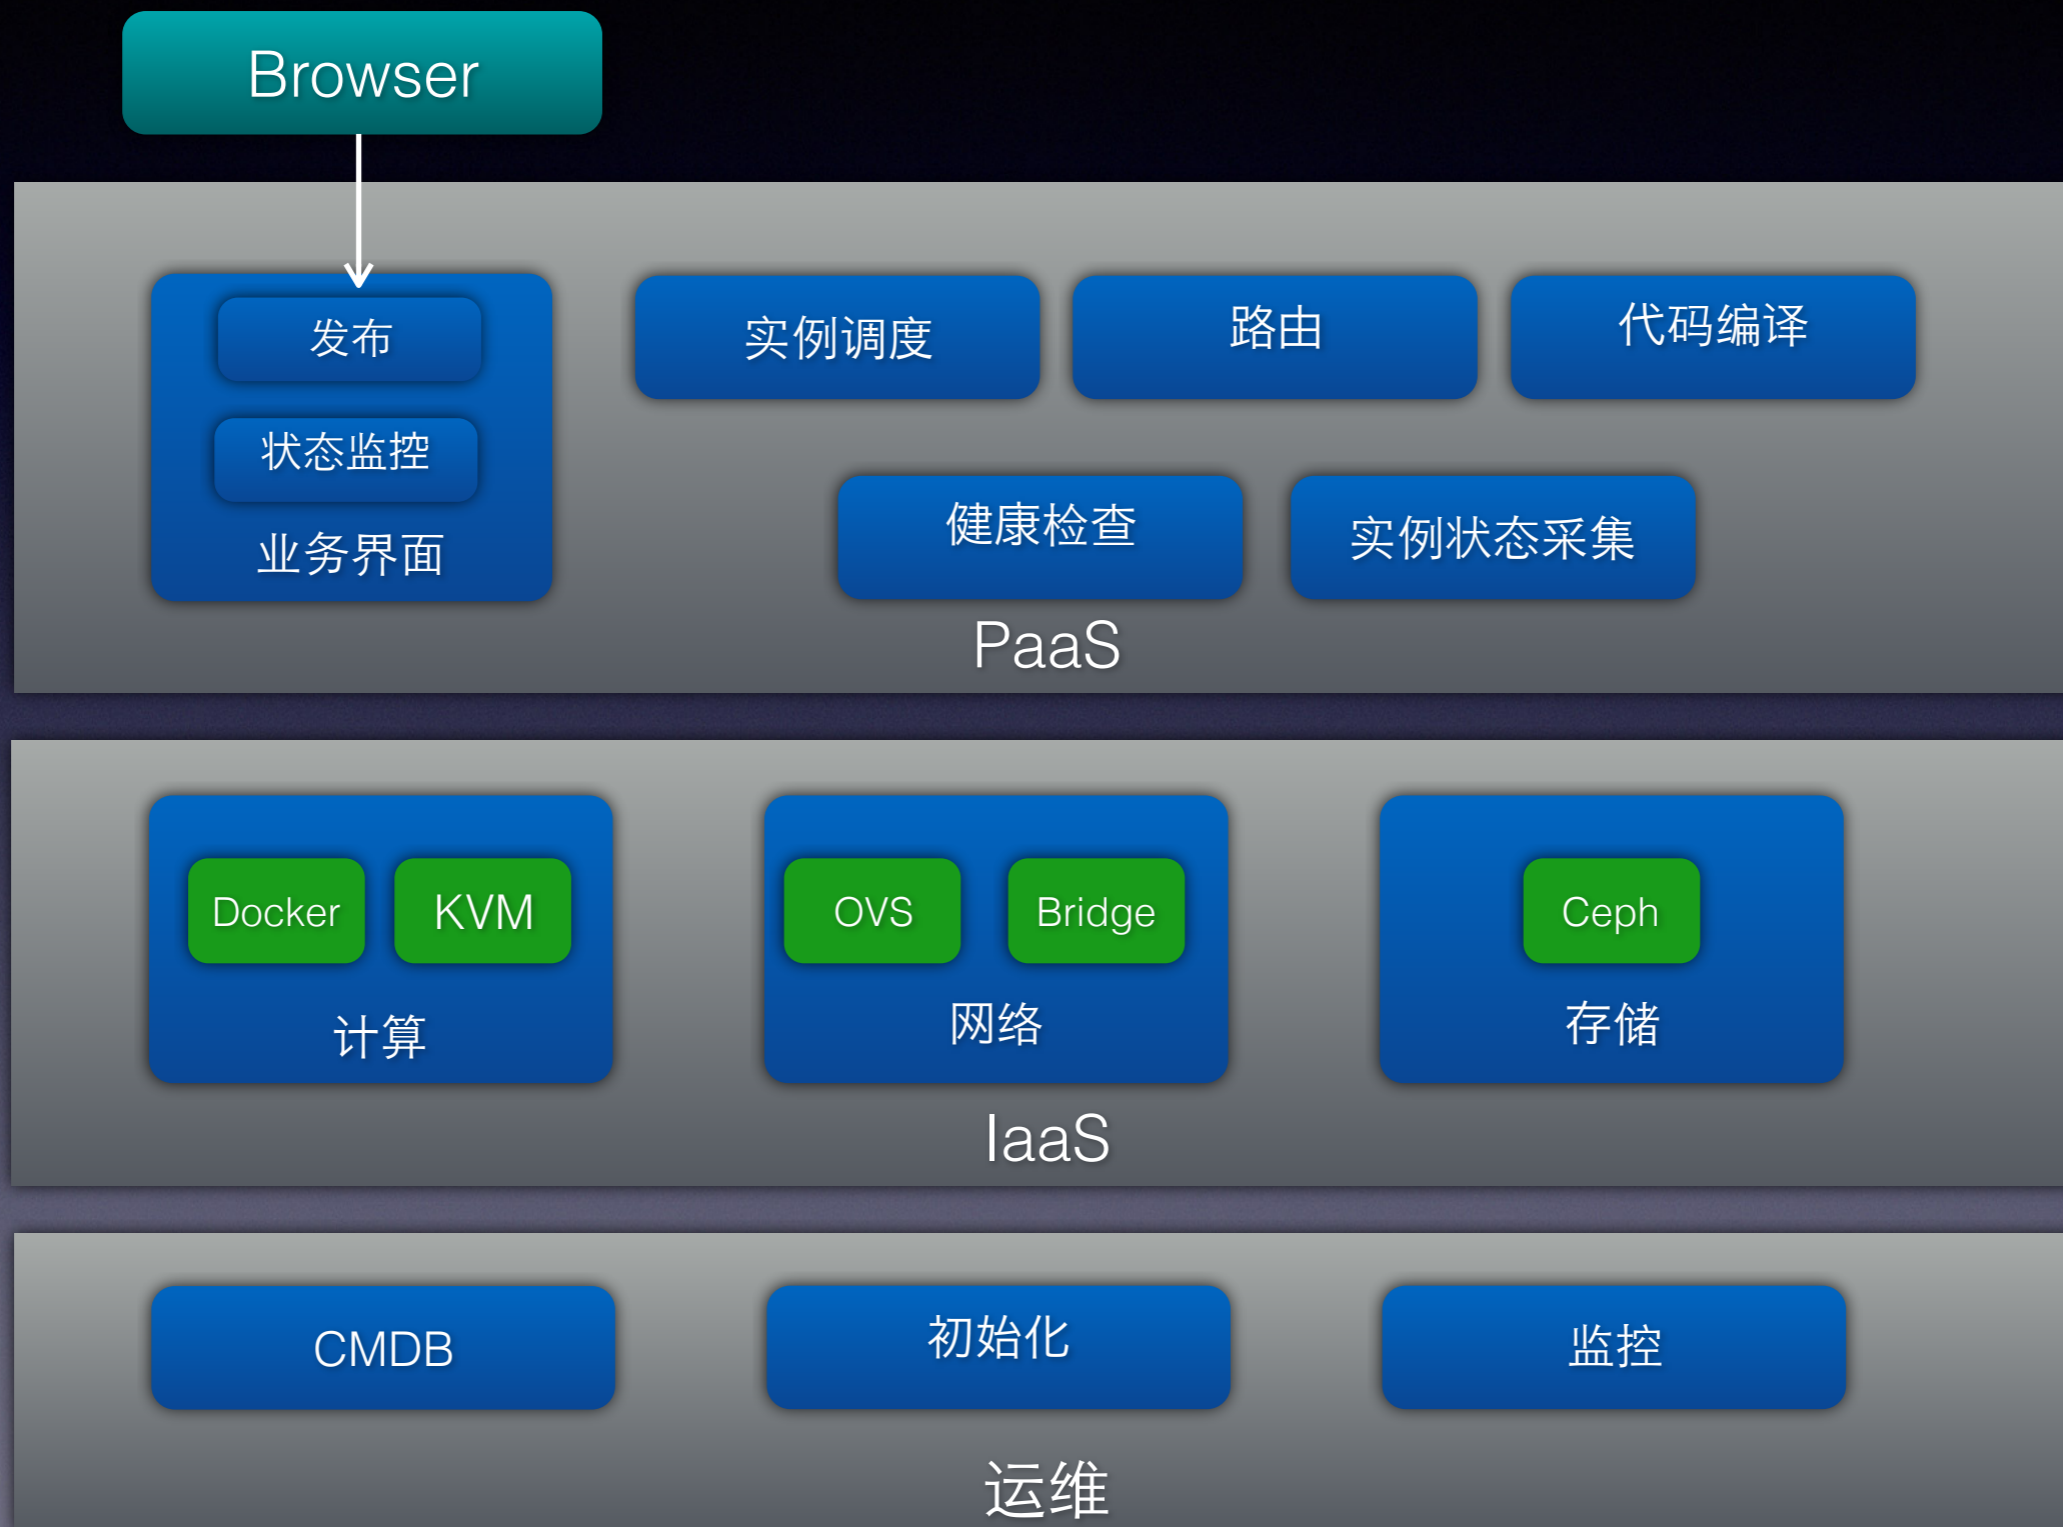 Browser
发布
状态监控
业务界面
实例调度
路由
代码编译
健康检查
实例状态采集
PaaS
Docker
KVM
计算
OVS
Bridge
网络
Ceph
存储
IaaS
CMDB
初始化
监控
运维